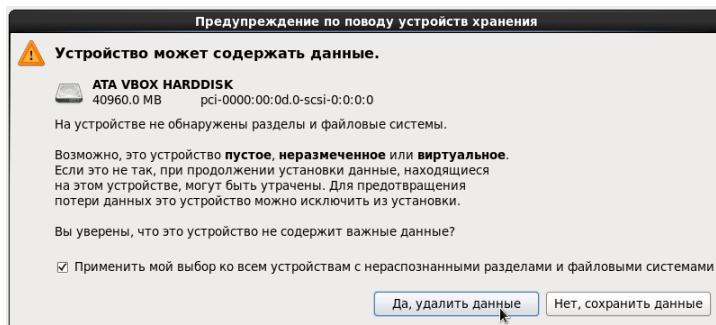 Предупреждение по поводу устройств хранения
Устройство может содержать данные.
ATA VBOX HARDDISK
40960.0 MB pci-0000:00:0d.0-scsi-0:0:0:0
На устройстве не обнаружены разделы и файловые системы.
Возможно, это устройство пустое, неразмеченное или виртуальное.
Если это не так, при продолжении установки данные, находящиеся
на этом устройстве, могут быть утрачены. Для предотвращения
потери данных это устройство можно исключить из установки.
Вы уверены, что это устройство не содержит важные данные?
Применить мой выбор ко всем устройствам с нераспознанными разделами и файловыми системами
Да, удалить данные Нет, сохранить данные